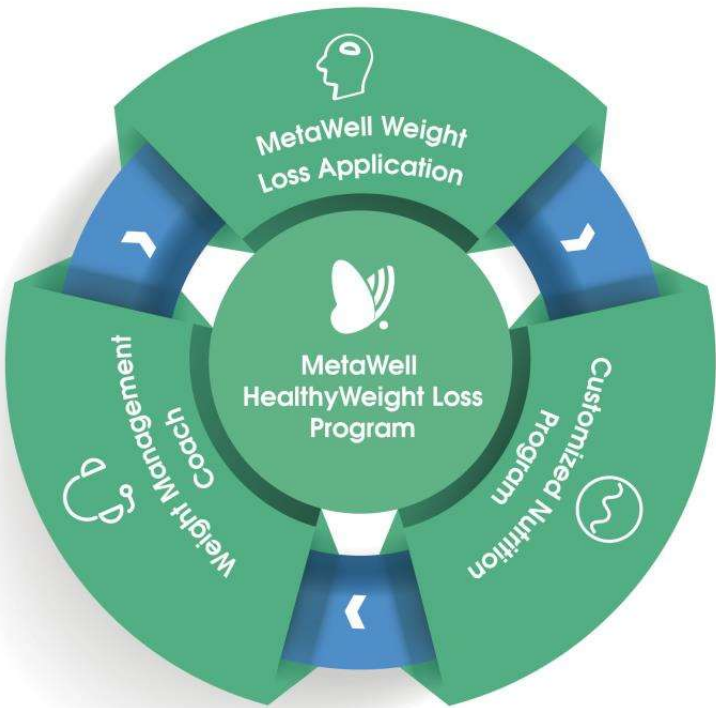 MetaWell Weight
Loss Application
MetaWell
HealthyWeight Loss
Program
Customized Nutrition
Program
Weight Management
Coach